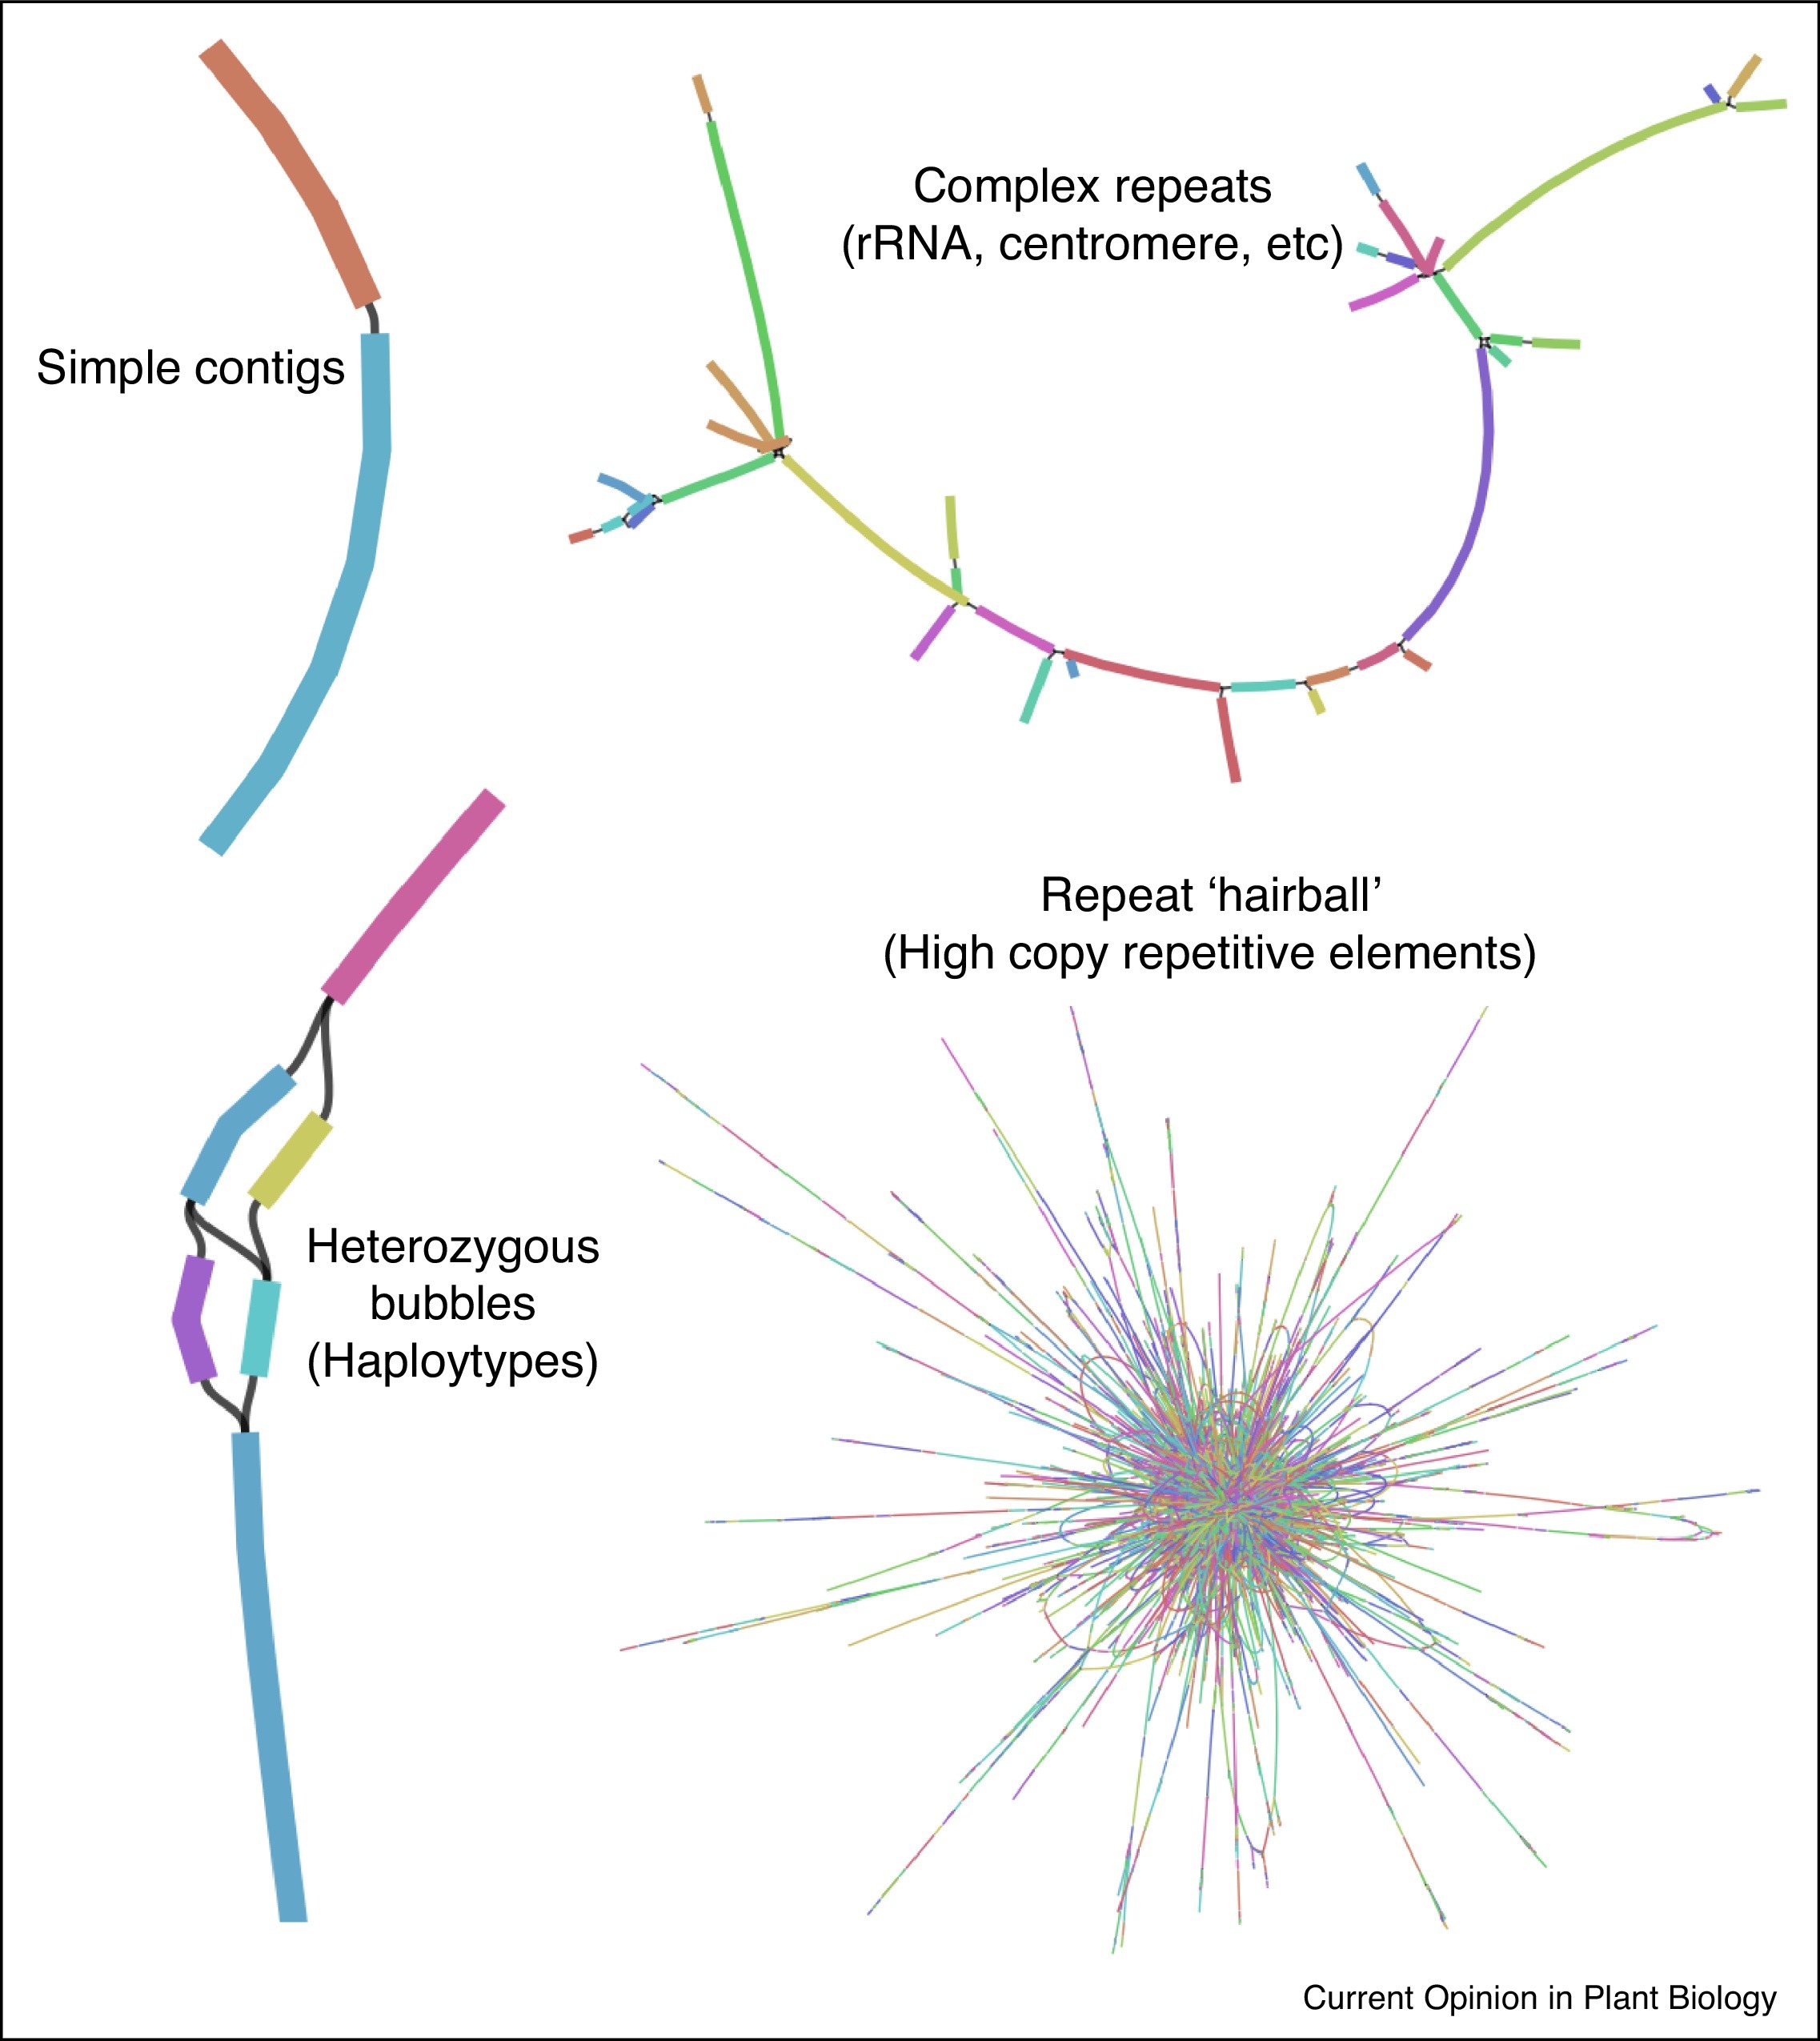 Simple contigs
Complex repeats
(rRNA, centromere, etc)
Repeat ‘hairball’
(High copy repetitive elements)
Heterozygous
bubbles
(Haploytypes)
Current Opinion in Plant Biology